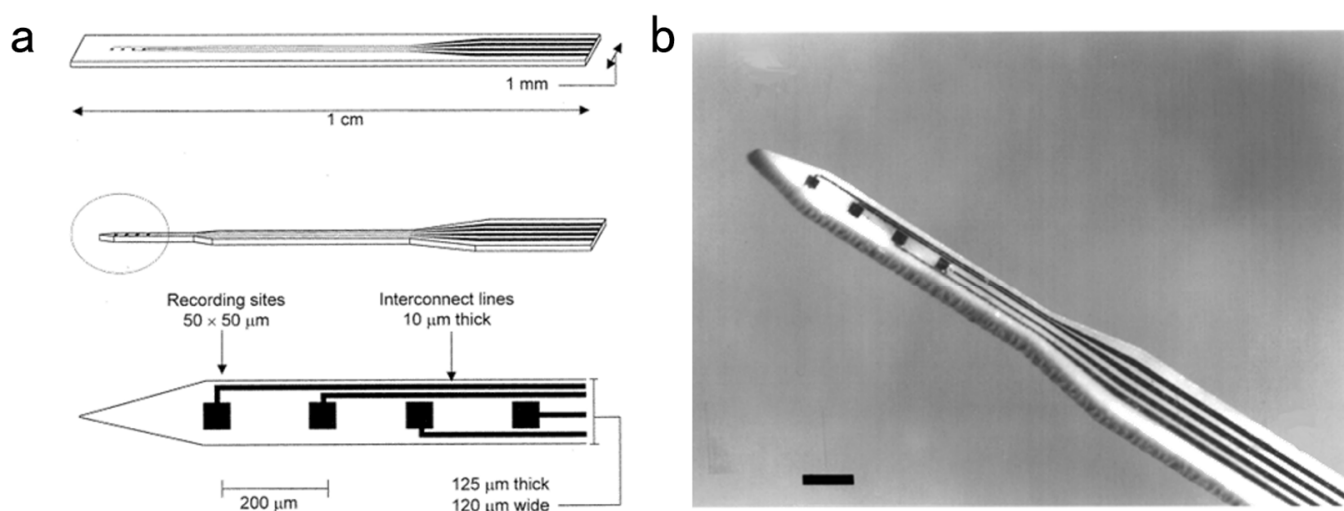 a
1 mm
1 cm
Recording sites
50 × 50 μm
Interconnect lines
10 μm thick
125 μm thick
120 μm wide
200 μm
b